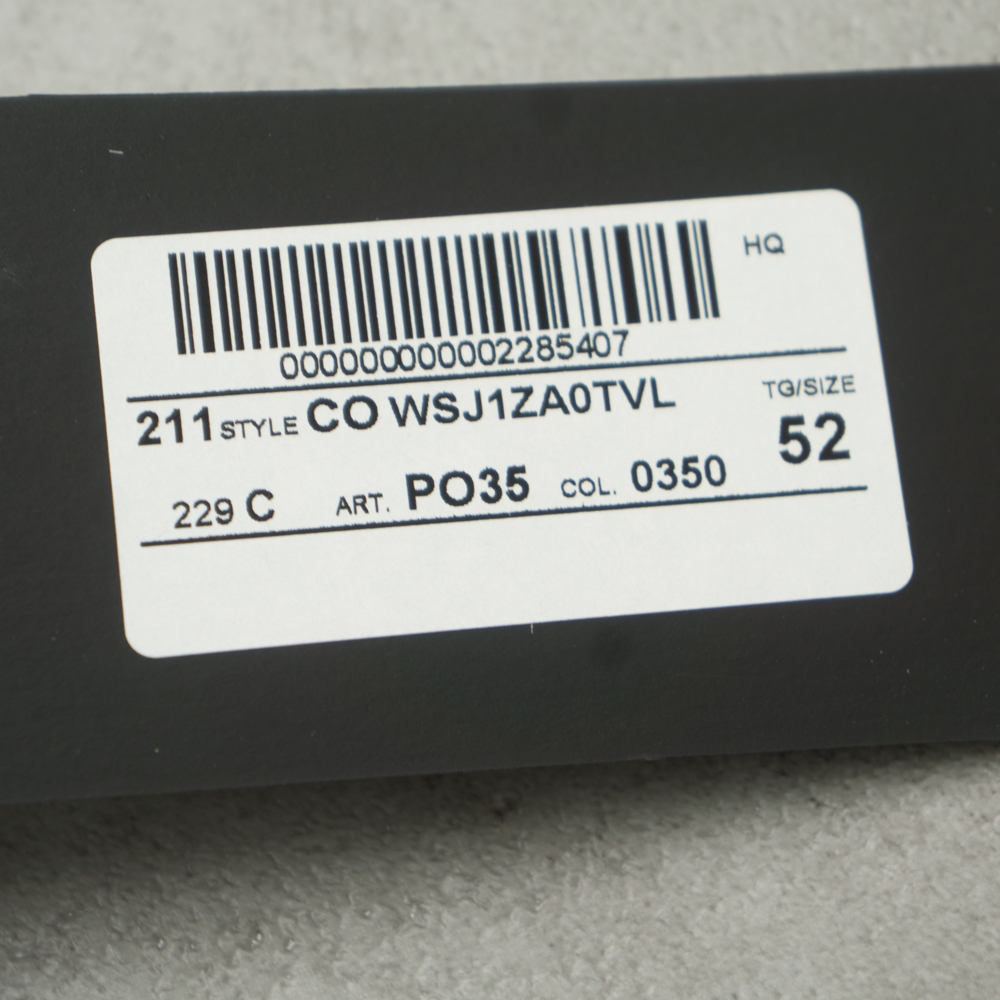 HQ
000000000002285407
211 STYLE CO WSJ1ZA0TVL
TG/SIZE
52
229 C ART. PO35 COL. 0350